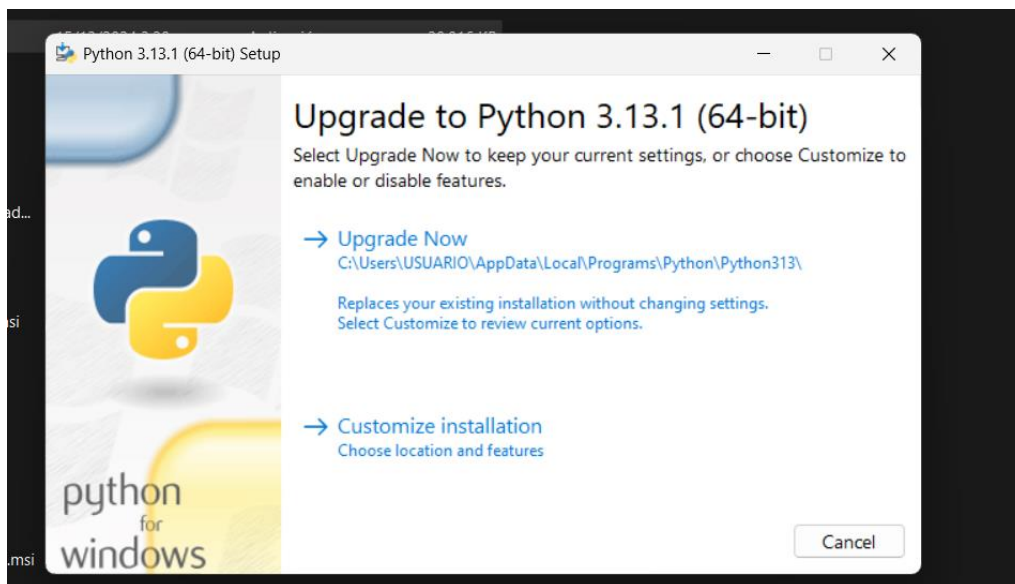 Python 3.13.1 (64-bit) Setup
Upgrade to Python 3.13.1 (64-bit)
Select Upgrade Now to keep your current settings, or choose Customize to
enable or disable features.
ad...
Upgrade Now
C:\Users\USUARIO\AppData\Local\Programs\Python\Python313\
Replaces your existing installation without changing settings.
Select Customize to review current options.
Customize installation
Choose location and features
python
for
windows
.msi
Cancel